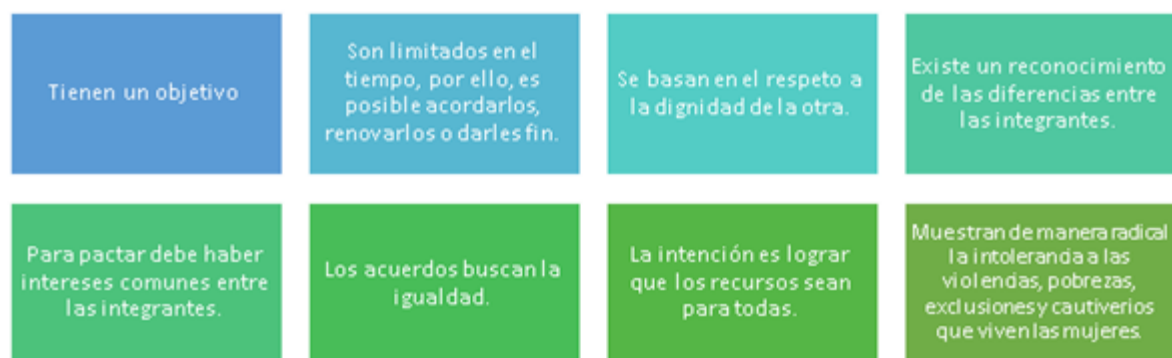 Tienen un objetivo
Son limitados en el
tiempo, por ello, es
posible acordarlos,
renovarlos o darles fin.
Se basan en el respeto a
la dignidad de la otra.
Existe un reconocimiento
de las diferencias entre
las integrantes.
Para pactar debe haber
intereses comunes entre
las integrantes.
Los acuerdos buscan la
igualdad.
La intención es lograr
que los recursos sean
para todas.
Muestran de manera radical
la intolerancia a las
violencias, pobrezas,
exclusiones y cautiverios
que viven las mujeres.